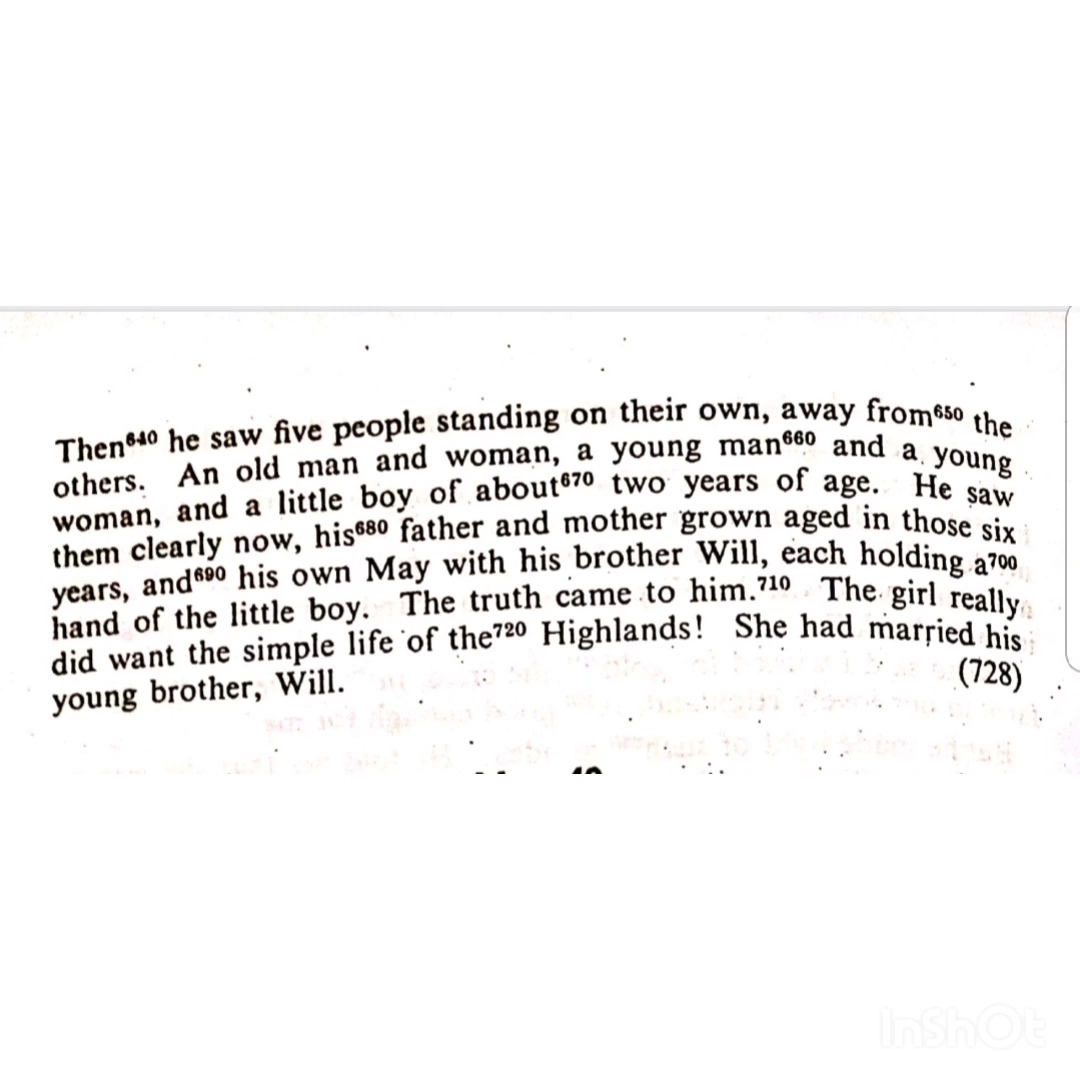 Then⁶⁴⁰ he saw five people standing on their own, away from⁶⁵⁰ the
others. An old man and woman, a young man⁶⁶⁰ and a young
woman, and a little boy of about⁶⁷⁰ two years of age. He saw
them clearly now, his⁶⁸⁰ father and mother grown aged in those six
years, and⁶⁹⁰ his own May with his brother Will, each holding a⁷⁰⁰
hand of the little boy. The truth came to him.⁷¹⁰ The girl really
did want the simple life of the⁷²⁰ Highlands! She had married his
young brother, Will. (728)
InShOt